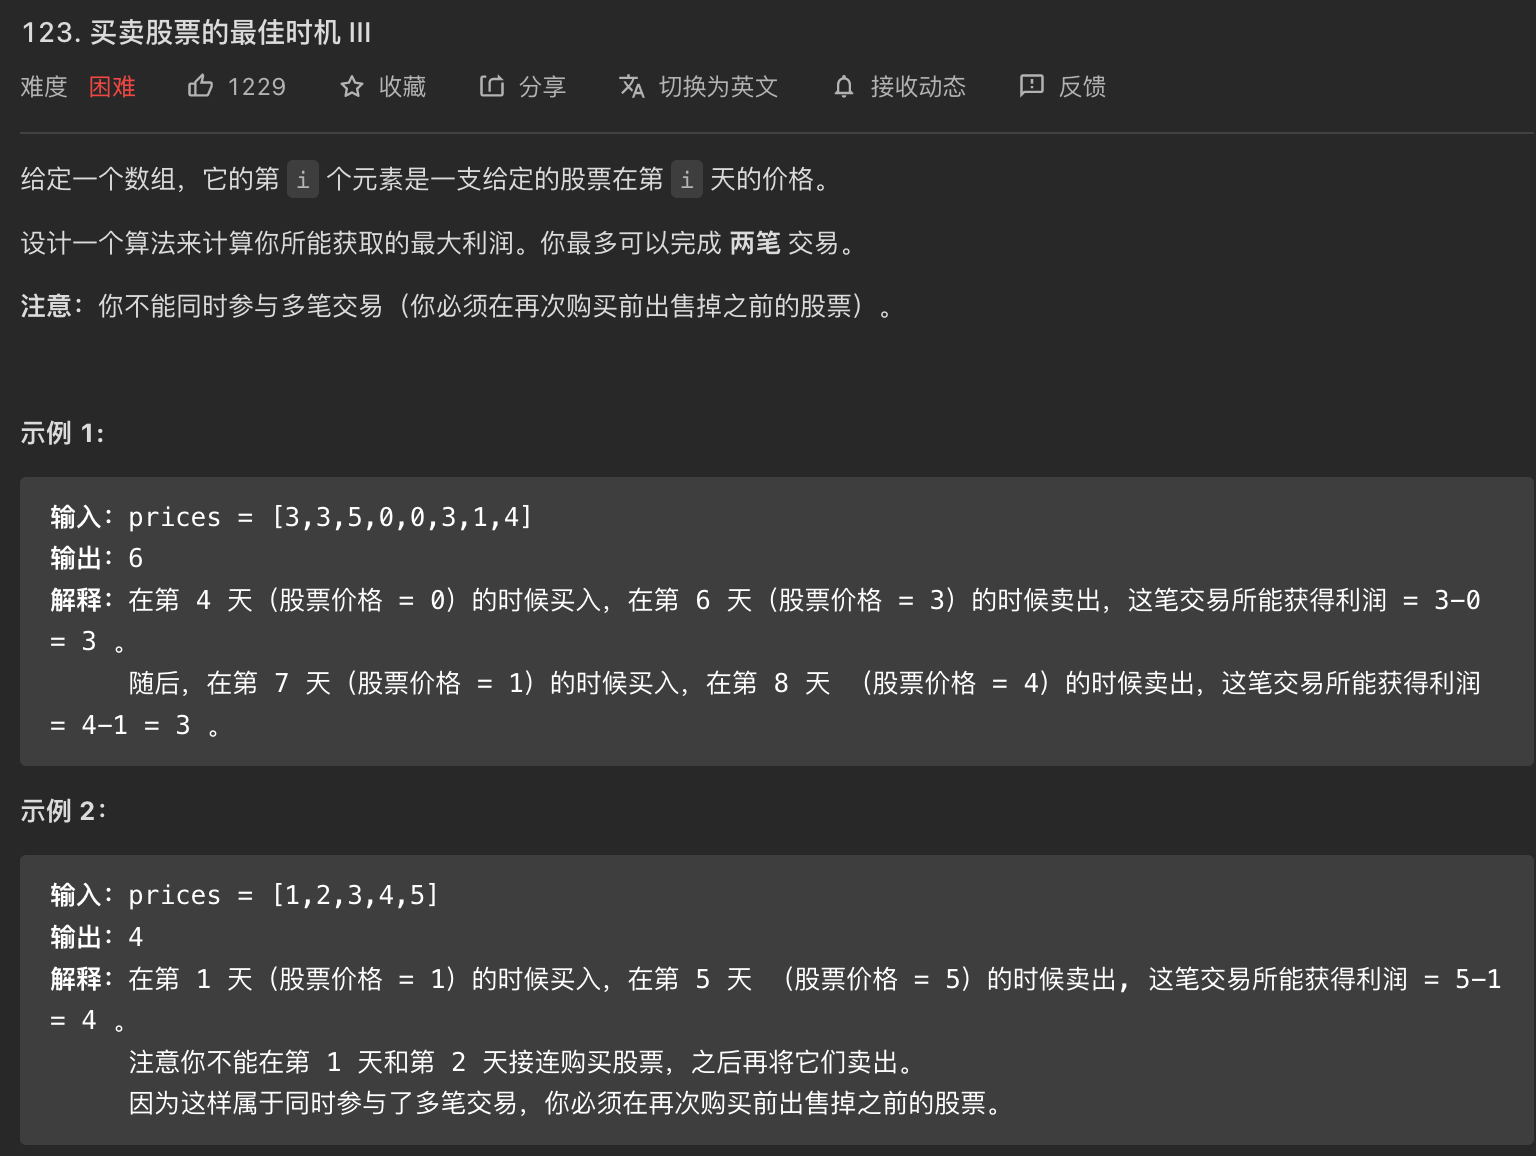 123. 买卖股票的最佳时机 III
难度 困难 1229 收藏 分享 切换为英文 接收动态 反馈
给定一个数组，它的第 i 个元素是一支给定的股票在第 i 天的价格。
设计一个算法来计算你所能获取的最大利润。你最多可以完成 两笔 交易。
注意：你不能同时参与多笔交易（你必须在再次购买前出售掉之前的股票）。
示例 1:
输入：prices = [3,3,5,0,0,3,1,4]
输出：6
解释：在第 4 天（股票价格 = 0）的时候买入，在第 6 天（股票价格 = 3）的时候卖出，这笔交易所能获得利润 = 3-0
= 3 。
随后，在第 7 天（股票价格 = 1）的时候买入，在第 8 天 （股票价格 = 4）的时候卖出，这笔交易所能获得利润
= 4-1 = 3 。
示例 2：
输入：prices = [1,2,3,4,5]
输出：4
解释：在第 1 天（股票价格 = 1）的时候买入，在第 5 天 （股票价格 = 5）的时候卖出, 这笔交易所能获得利润 = 5-1
= 4 。
注意你不能在第 1 天和第 2 天接连购买股票，之后再将它们卖出。
因为这样属于同时参与了多笔交易，你必须在再次购买前出售掉之前的股票。